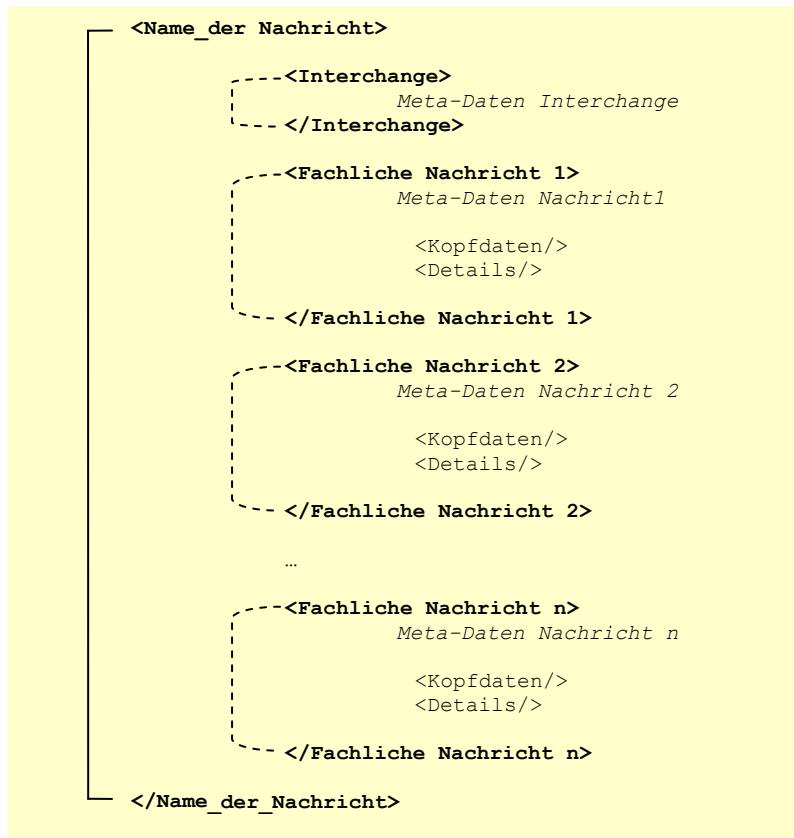 <Name_der Nachricht>
<Interchange>
Meta-Daten Interchange
</Interchange>
<Fachliche Nachricht 1>
Meta-Daten Nachricht1
<Kopfdaten/>
<Details/>
</Fachliche Nachricht 1>
<Fachliche Nachricht 2>
Meta-Daten Nachricht 2
<Kopfdaten/>
<Details/>
</Fachliche Nachricht 2>
…
<Fachliche Nachricht n>
Meta-Daten Nachricht n
<Kopfdaten/>
<Details/>
</Fachliche Nachricht n>
</Name_der_Nachricht>